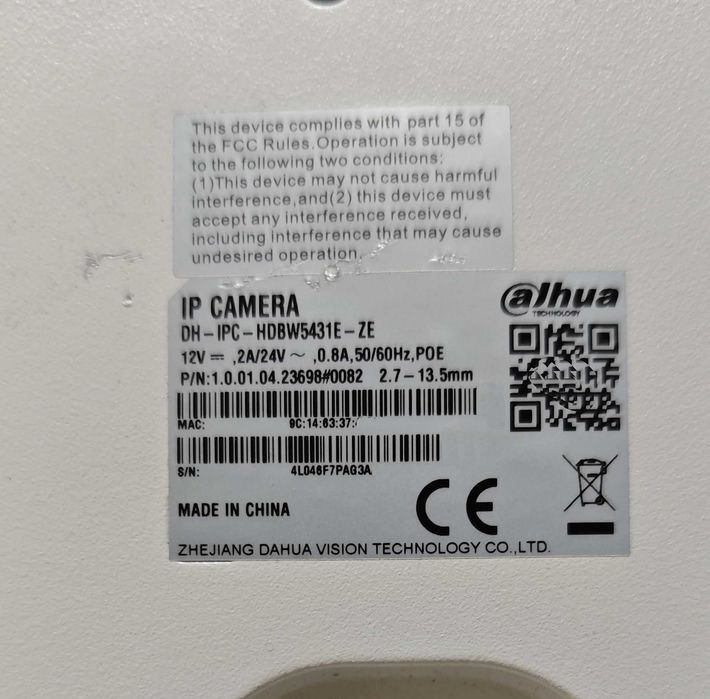 This device complies with part 15 of
the FCC Rules.Operation is subject
to the following two conditions:
(1)This device may not cause harmful
interference,and(2) this device must
accept any interference received,
including interference that may cause
undesired operation.
IP CAMERA
alhua
TECHNOLOGY
DH-IPC-HDBW5431E-ZE
12V ⎓ ,2A/24V ~ ,0.8A,50/60Hz,POE
P/N:1.0.01.04.23698#0082 2.7-13.5mm
MAC: 9C:14:63:37:
S/N: 4L046F7PAG3A
MADE IN CHINA
CE
ZHEJIANG DAHUA VISION TECHNOLOGY CO.,LTD.